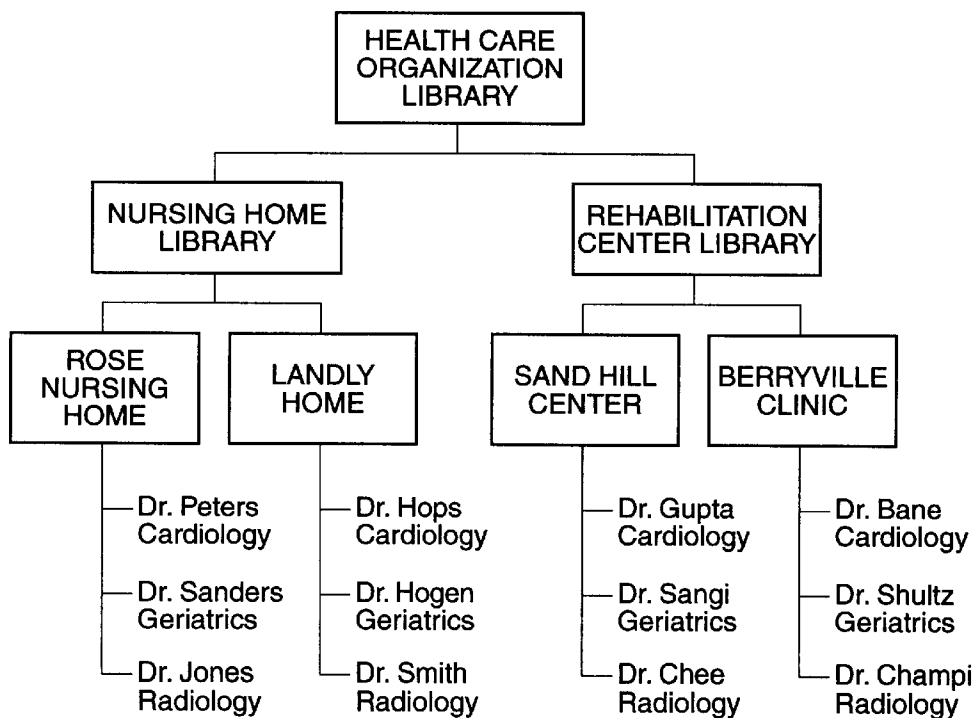 HEALTH CARE
ORGANIZATION
LIBRARY
NURSING HOME
LIBRARY
REHABILITATION
CENTER LIBRARY
ROSE
NURSING
HOME
LANDLY
HOME
SAND HILL
CENTER
BERRYVILLE
CLINIC
Dr. Peters
Cardiology
Dr. Sanders
Geriatrics
Dr. Jones
Radiology
Dr. Hops
Cardiology
Dr. Hogen
Geriatrics
Dr. Smith
Radiology
Dr. Gupta
Cardiology
Dr. Sangi
Geriatrics
Dr. Chee
Radiology
Dr. Bane
Cardiology
Dr. Shultz
Geriatrics
Dr. Champi
Radiology